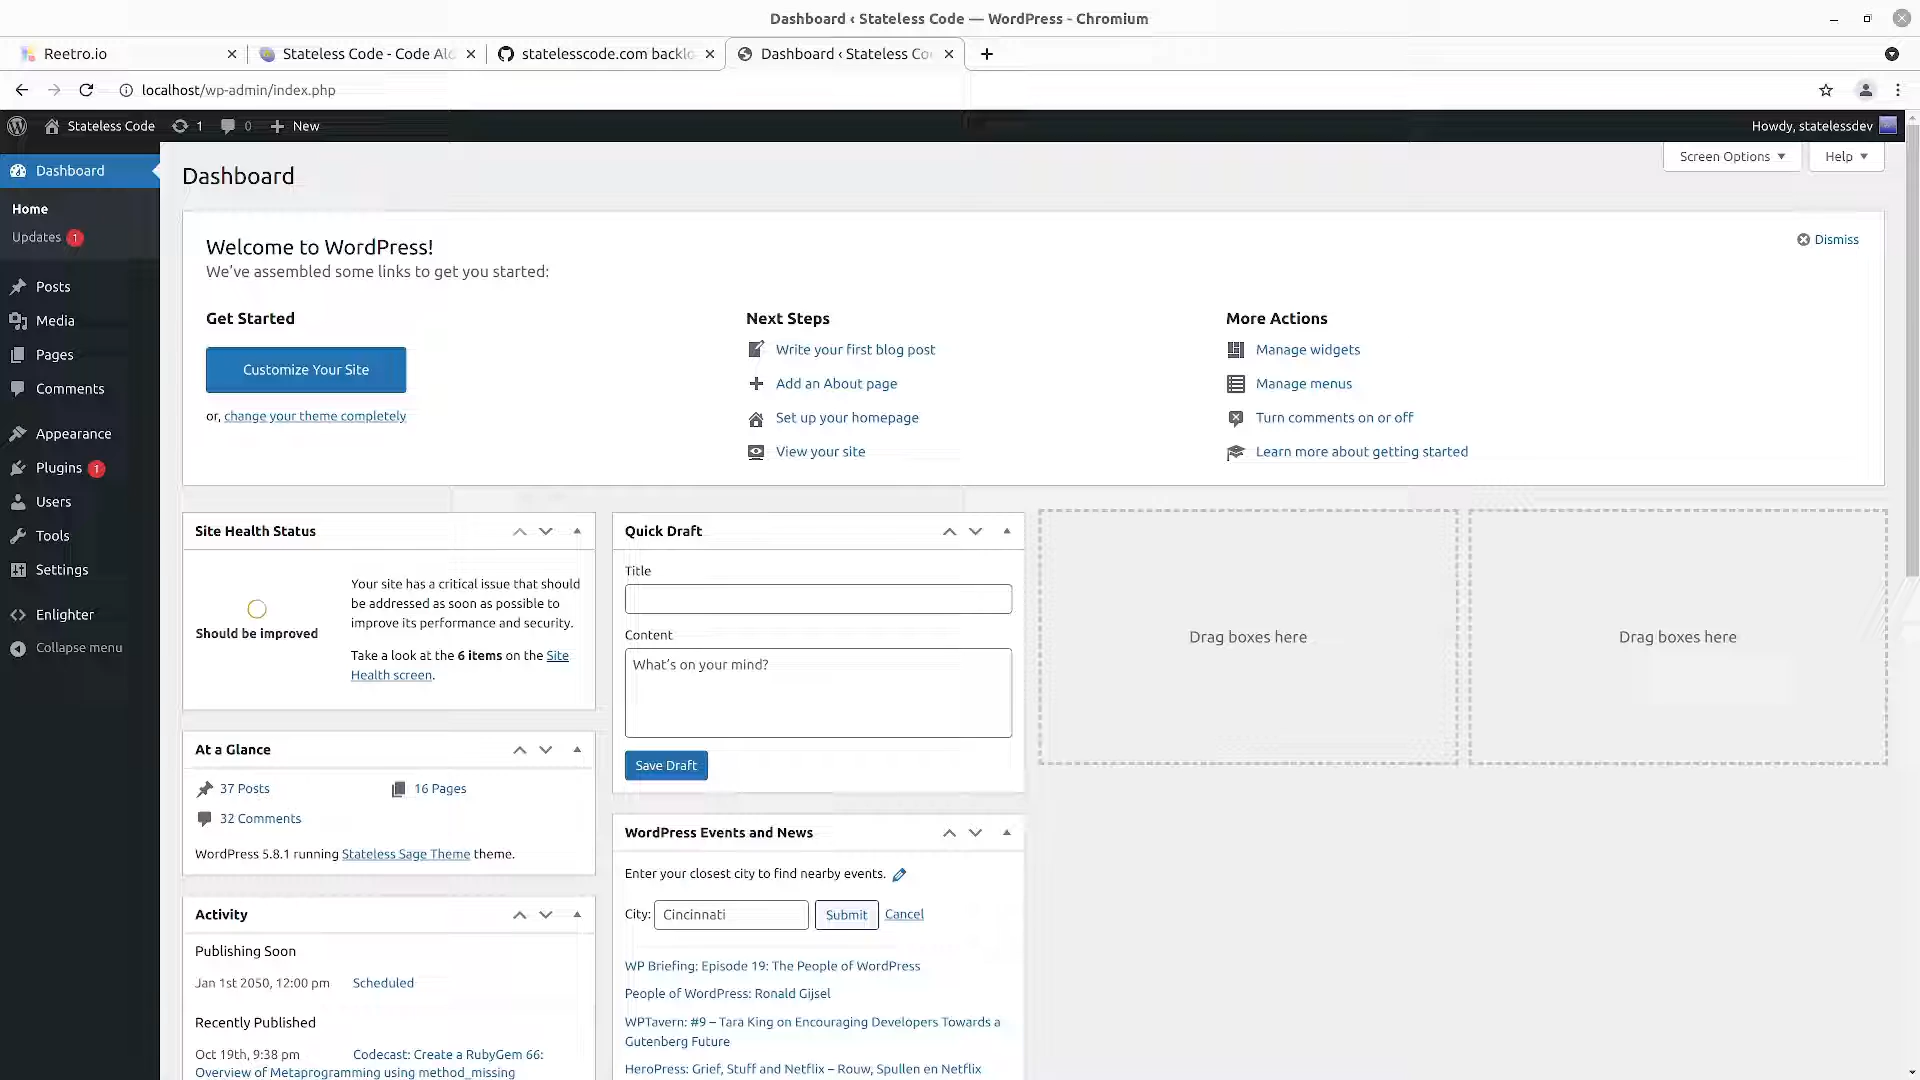 Dashboard ‹ Stateless Code — WordPress - Chromium
Reetro.io
Stateless Code - Code Alo
statelesscode.com backlo
Dashboard ‹ Stateless Co
localhost/wp-admin/index.php
Stateless Code
1
0
New
Howdy, statelessdev
Screen Options
Help
Dashboard
Home
Updates 1
Posts
Media
Pages
Comments
Appearance
Plugins 1
Users
Tools
Settings
Enlighter
Collapse menu
Dashboard
Welcome to WordPress!
We’ve assembled some links to get you started:
Dismiss
Get Started
Customize Your Site
or, change your theme completely
Next Steps
Write your first blog post
Add an About page
Set up your homepage
View your site
More Actions
Manage widgets
Manage menus
Turn comments on or off
Learn more about getting started
Site Health Status
Should be improved
Your site has a critical issue that should
be addressed as soon as possible to
improve its performance and security.
Take a look at the 6 items on the Site
Health screen.
At a Glance
37 Posts
16 Pages
32 Comments
WordPress 5.8.1 running Stateless Sage Theme theme.
Activity
Publishing Soon
Jan 1st 2050, 12:00 pm
Scheduled
Recently Published
Oct 19th, 9:38 pm
Codecast: Create a RubyGem 66:
Overview of Metaprogramming using method_missing
Quick Draft
Title
Content
What’s on your mind?
Save Draft
WordPress Events and News
Enter your closest city to find nearby events.
City: Cincinnati Submit Cancel
WP Briefing: Episode 19: The People of WordPress
People of WordPress: Ronald Gijsel
WPTavern: #9 – Tara King on Encouraging Developers Towards a
Gutenberg Future
HeroPress: Grief, Stuff and Netflix – Rouw, Spullen en Netflix
Drag boxes here
Drag boxes here